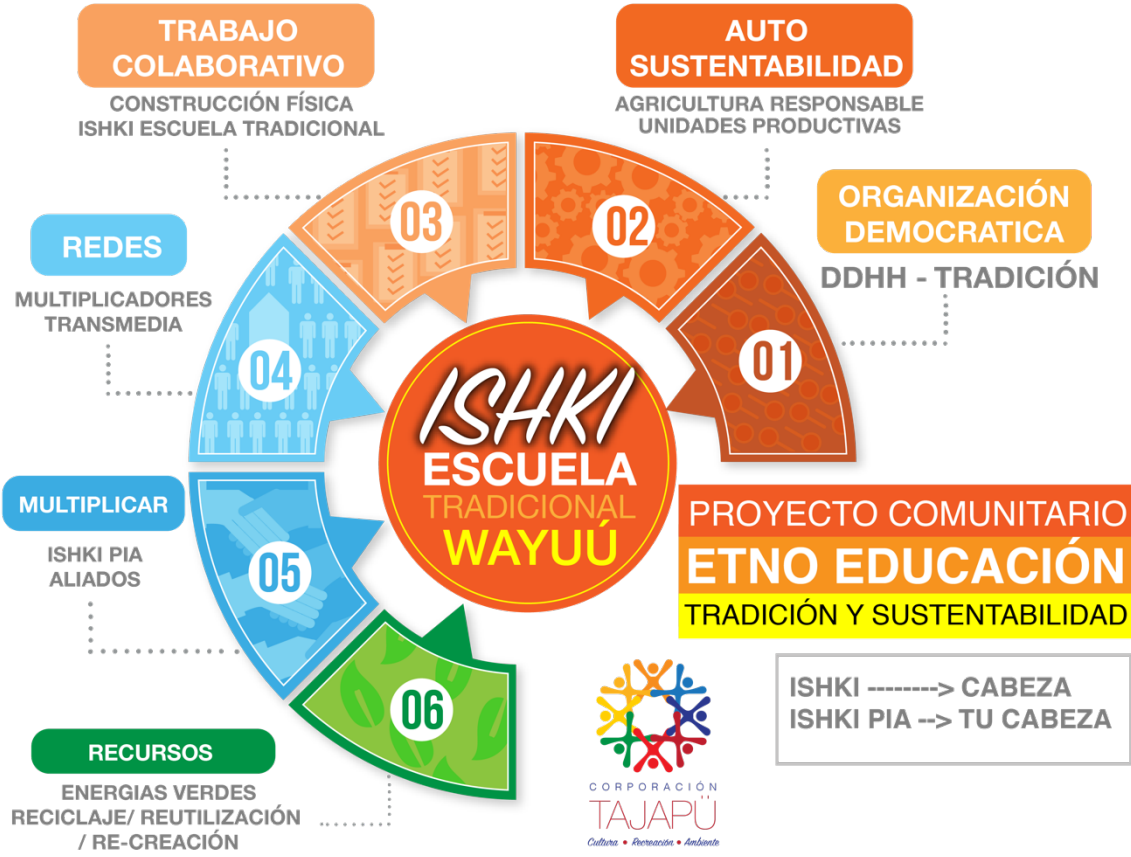 TRABAJO
COLABORATIVO
CONSTRUCCIÓN FÍSICA
ISHKI ESCUELA TRADICIONAL
AUTO
SUSTENTABILIDAD
AGRICULTURA RESPONSABLE
UNIDADES PRODUCTIVAS
ORGANIZACIÓN
DEMOCRATICA
DDHH - TRADICIÓN
REDES
MULTIPLICADORES
TRANSMEDIA
MULTIPLICAR
ISHKI PIA
ALIADOS
RECURSOS
ENERGIAS VERDES
RECICLAJE/ REUTILIZACIÓN
/ RE-CREACIÓN
03
02
01
04
05
06
ISHKI
ESCUELA
TRADICIONAL
WAYUÚ
PROYECTO COMUNITARIO
ETNO EDUCACIÓN
TRADICIÓN Y SUSTENTABILIDAD
ISHKI --------> CABEZA
ISHKI PIA --> TU CABEZA
CORPORACIÓN
TAJAPÜ
Cultura • Recreación • Ambiente